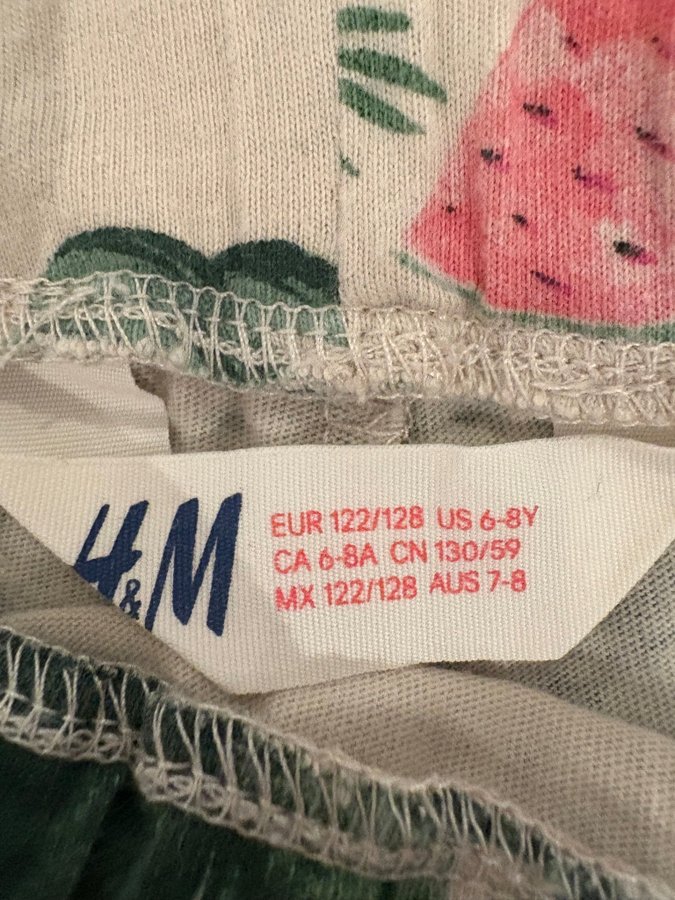 H&M
EUR 122/128 US 6-8Y
CA 6-8A CN 130/59
MX 122/128 AUS 7-8